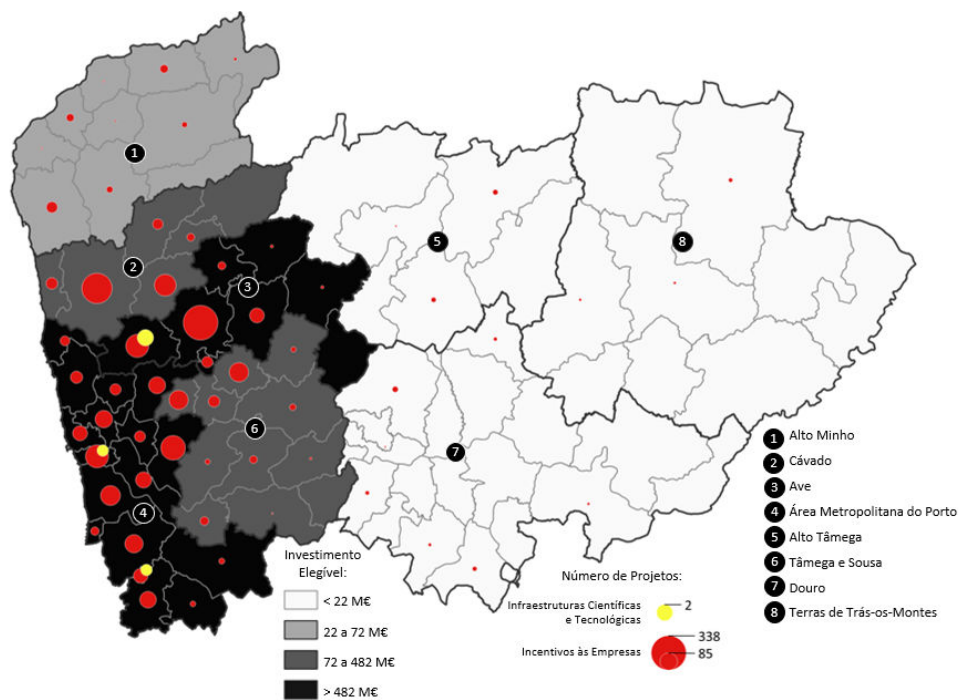 1
2
3
4
5
6
7
8
1 Alto Minho
2 Cávado
3 Ave
4 Área Metropolitana do Porto
5 Alto Tâmega
6 Tâmega e Sousa
7 Douro
8 Terras de Trás-os-Montes
Investimento
Elegível:
< 22 M€
22 a 72 M€
72 a 482 M€
> 482 M€
Número de Projetos:
Infraestruturas Científicas
e Tecnológicas
2
Incentivos às Empresas
338
85